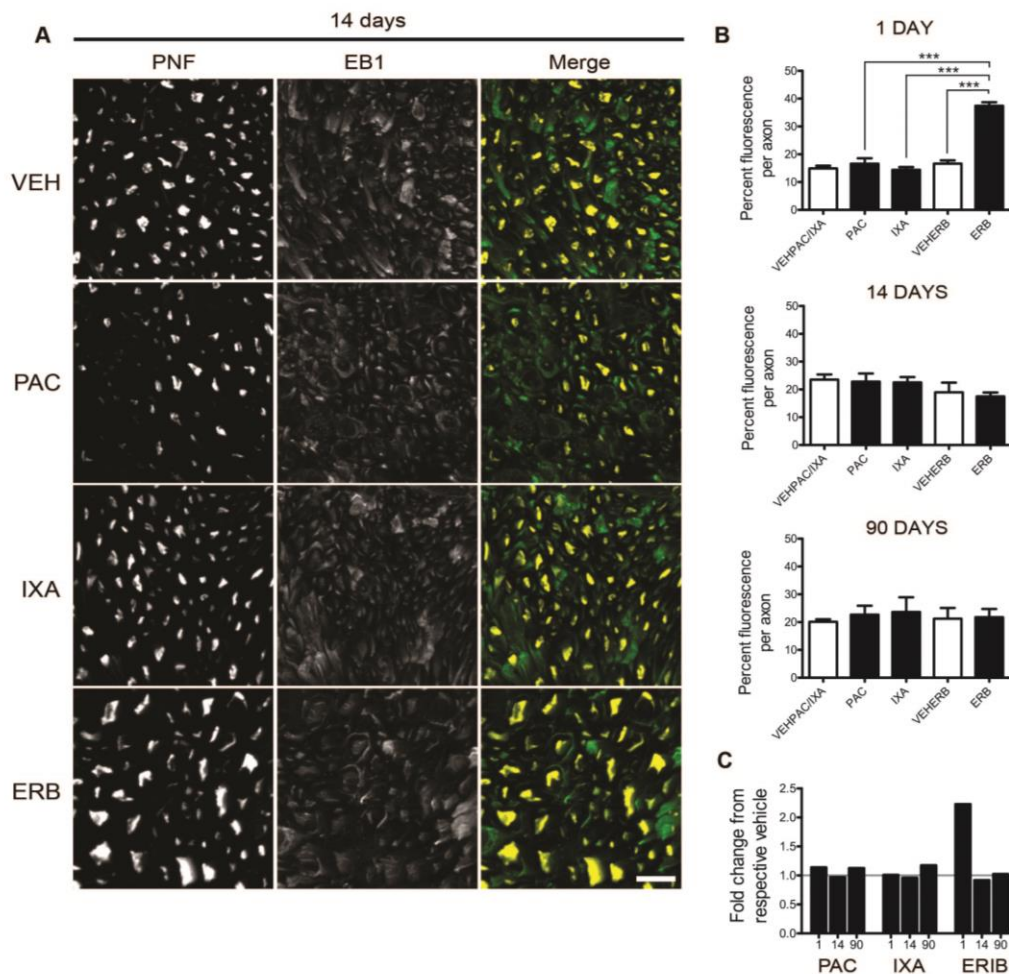 A
14 days
PNF EB1 Merge
VEH
PAC
IXA
ERB
B
1 DAY
Percent fluorescence
per axon
50
40
30
20
10
0
***
***
***
VEHPAC/IXA PAC IXA VEHERB ERB
14 DAYS
Percent fluorescence
per axon
50
40
30
20
10
0
VEHPAC/IXA PAC IXA VEHERB ERB
90 DAYS
Percent fluorescence
per axon
50
40
30
20
10
0
VEHPAC/IXA PAC IXA VEHERB ERB
C
Fold change from
respective vehicle
2.5
2.0
1.5
1.0
0.5
0.0
1 14 90 1 14 90 1 14 90
PAC IXA ERIB